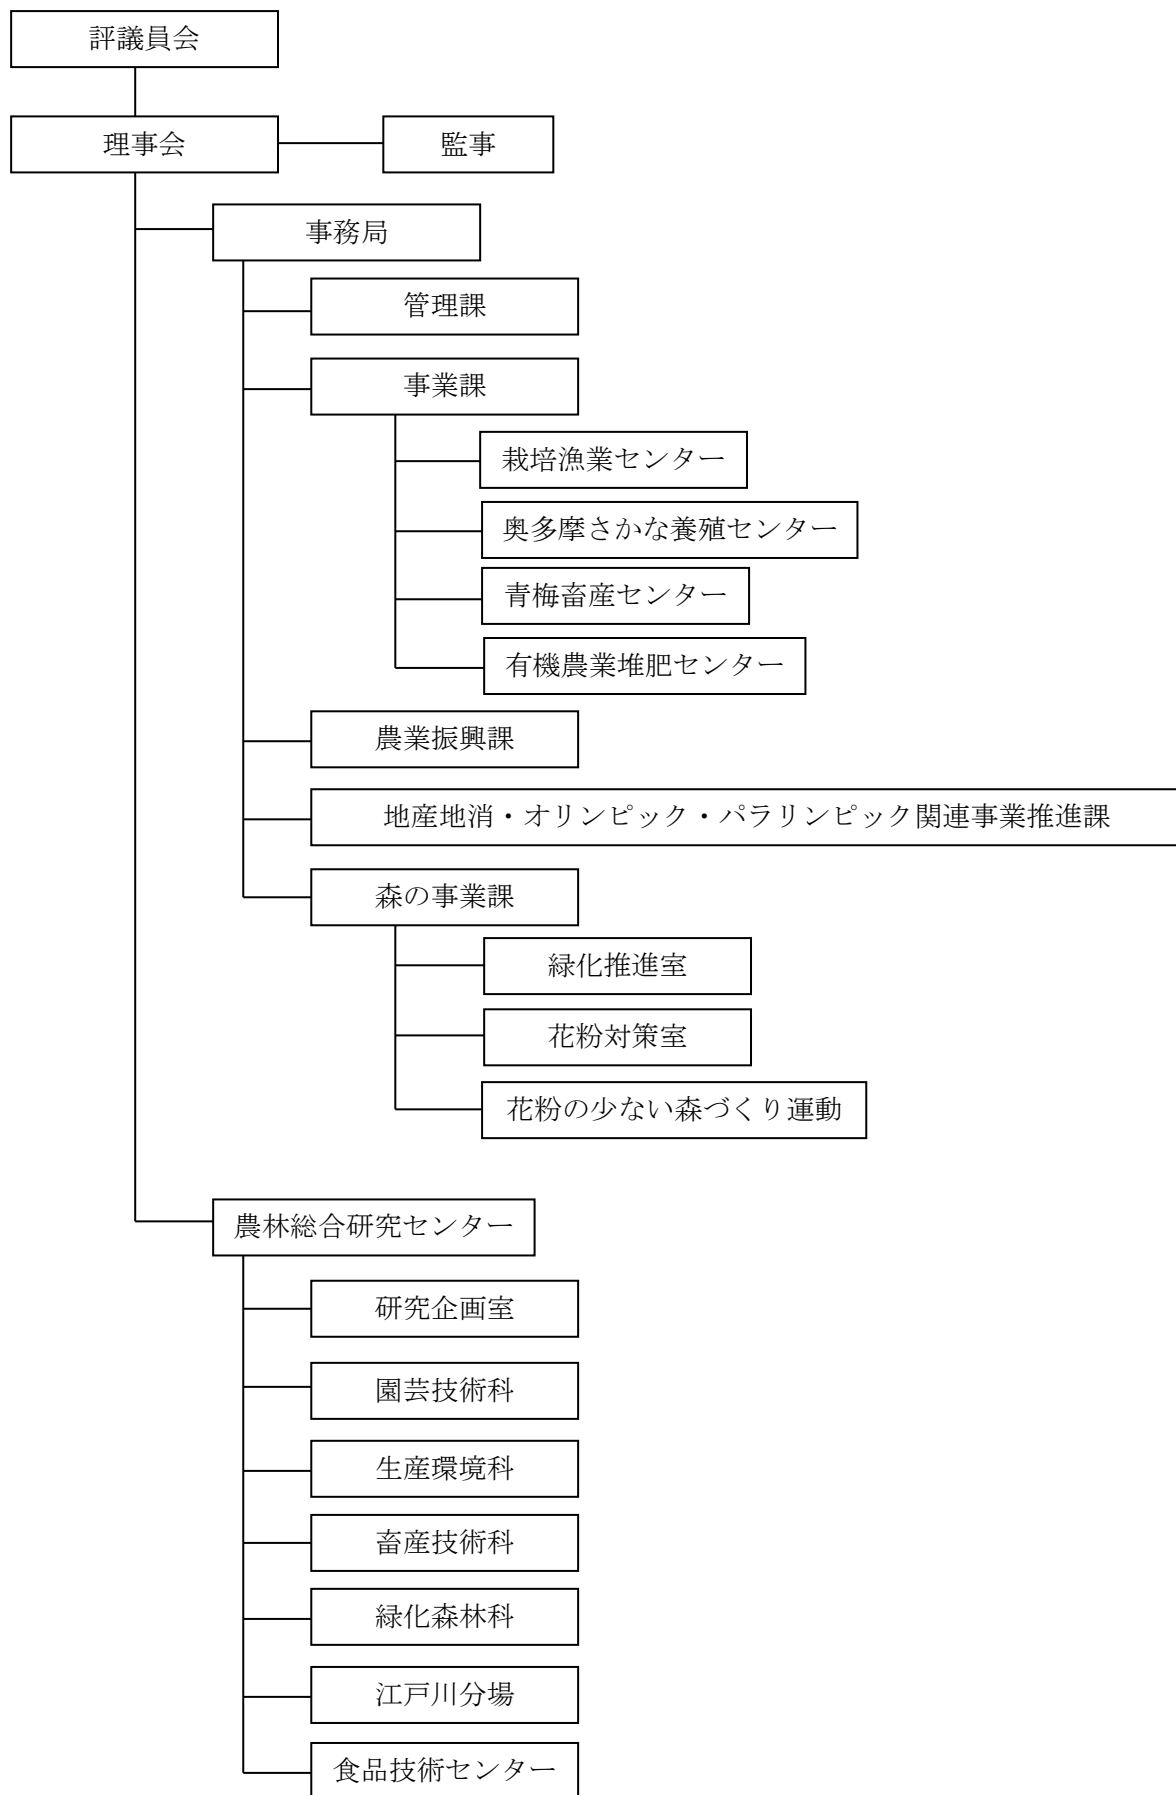 評議員会
理事会
監事
事務局
管理課
事業課
栽培漁業センター
奥多摩さかな養殖センター
青梅畜産センター
有機農業堆肥センター
農業振興課
地産地消・オリンピック・パラリンピック関連事業推進課
森の事業課
緑化推進室
花粉対策室
花粉の少ない森づくり運動
農林総合研究センター
研究企画室
園芸技術科
生産環境科
畜産技術科
緑化森林科
江戸川分場
食品技術センター